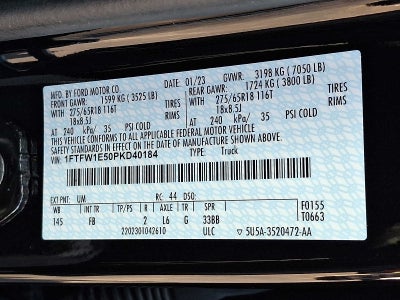 MFG. BY FORD MOTOR CO. 01/23 GVWR: 3198 KG ( 7050 LB)
FRONT GAWR: 1599 KG ( 3525 LB) REAR GAWR: 1724 KG ( 3800 LB)
275/65R18 116T WITH 275/65R18 116T WITH
18x8.5J TIRES RIMS 18x8.5J TIRES RIMS
AT 240 kPa/ 35 PSI COLD AT 240 kPa/ 35 PSI COLD
THIS VEHICLE CONFORMS TO ALL APPLICABLE FEDERAL MOTOR VEHICLE
SAFETY STANDARDS IN EFFECT ON THE DATE OF MANUFACTURE SHOWN ABOVE.
VIN: 1FTFW1E50PKD40184 TYPE: Truck
EXT PNT: UM RC: 44 DSO:
WB INT TR TP/PS R AXLE TR SPR F0155
145 FB 2 L6 G 33BB T0663
2202301042610 ULC 5U5A-3520472-AA